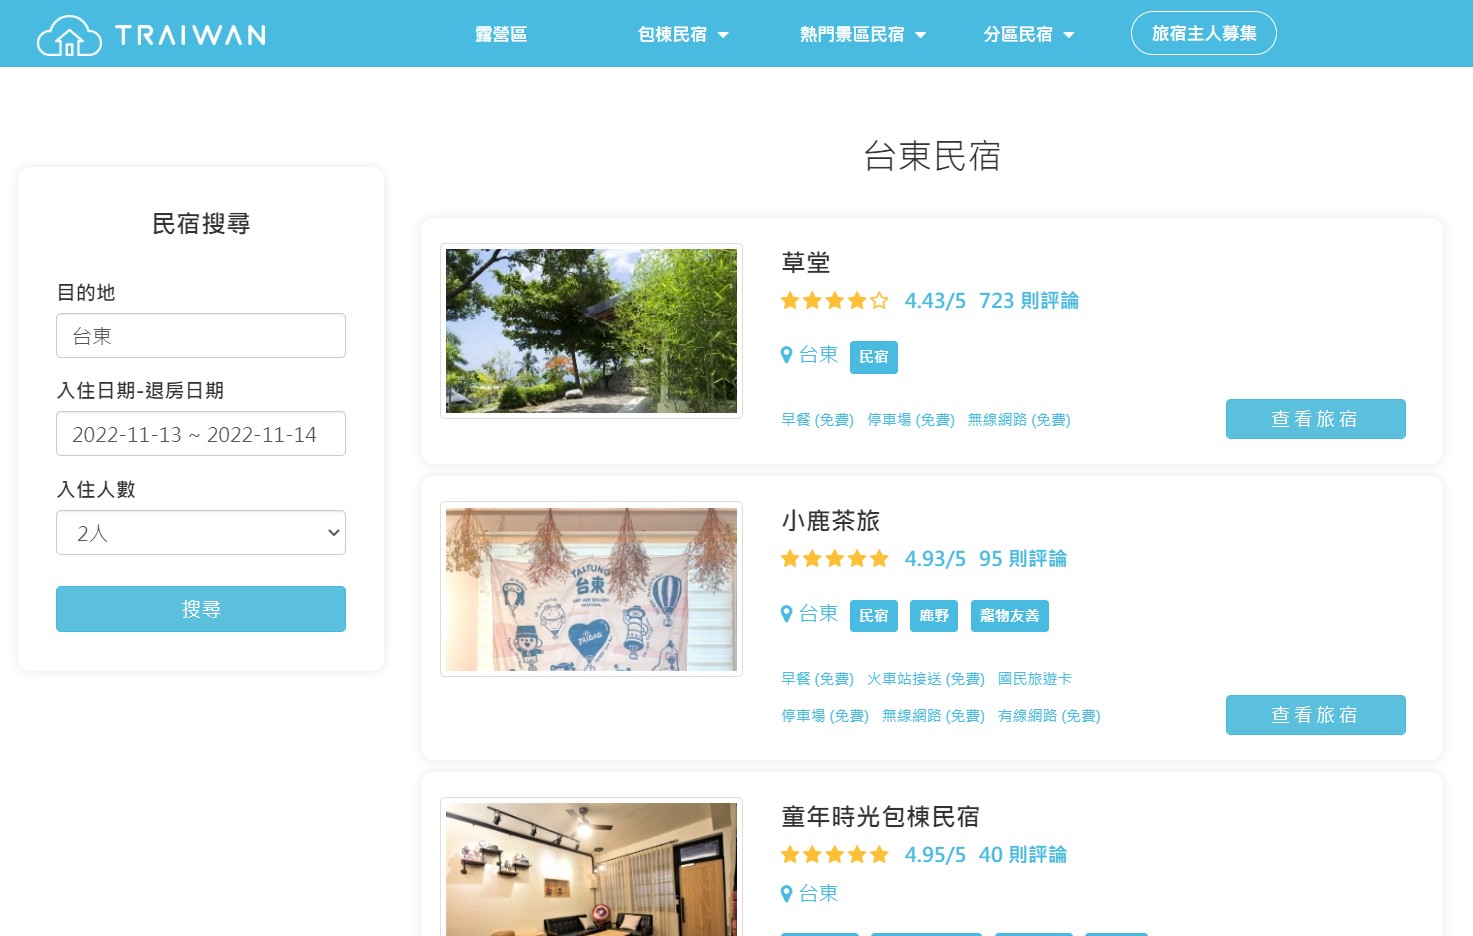 TRAIWAN
露營區
包棟民宿
熱門景區民宿
分區民宿
旅宿主人募集
民宿搜尋
目的地
台東
入住日期-退房日期
2022-11-13 ~ 2022-11-14
入住人數
2人
搜尋
台東民宿
草堂
4.43/5 723 則評論
台東 民宿
早餐 (免費) 停車場 (免費) 無線網路 (免費)
查看旅宿
TAITUNG
台東
HOT AIR BALLOON
FESTIVAL
小鹿茶旅
4.93/5 95 則評論
台東 民宿 鹿野 寵物友善
早餐 (免費) 火車站接送 (免費) 國民旅遊卡
停車場 (免費) 無線網路 (免費) 有線網路 (免費)
查看旅宿
童年時光包棟民宿
4.95/5 40 則評論
台東